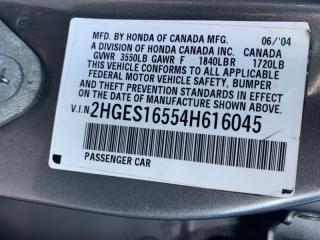 MFD. BY HONDA OF CANADA MFG. 06/'04
A DIVISION OF HONDA CANADA INC. CANADA
GVWR 3550LB GAWR F 1840LB R 1720LB
THIS VEHICLE CONFORMS TO ALL APPLICABLE
FEDERAL MOTOR VEHICLE SAFETY, BUMPER
AND THEFT PREVENTION STANDARDS IN EFFECT
ON THE DATE OF MANUFACTURE SHOWN ABOVE.
V.I.N 2HGES16554H616045
PASSENGER CAR